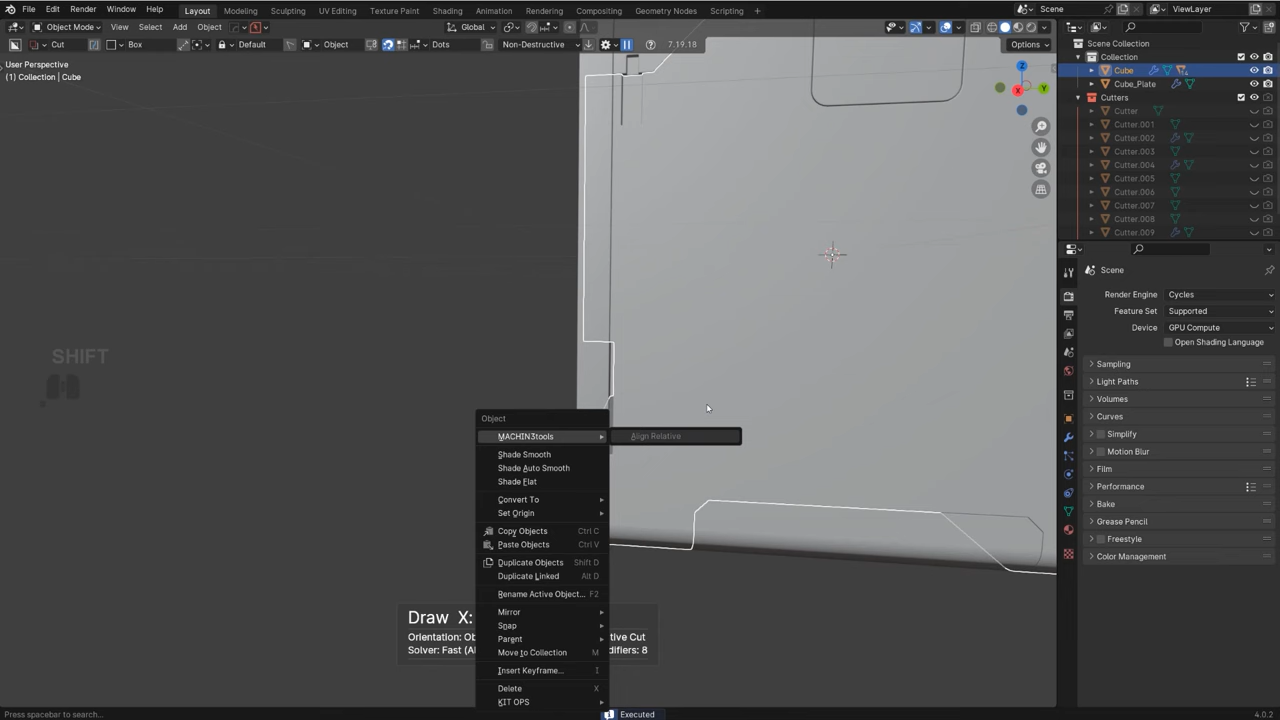 File Edit Render Window Help
Layout Modeling Sculpting UV Editing Texture Paint Shading Animation Rendering Compositing Geometry Nodes Scripting +
Scene
ViewLayer
Object Mode View Select Add Object
Global
Cut Box Default Object Dots Non-Destructive 7.19.18
Options
User Perspective
(1) Collection | Cube
Z
Y
X
SHIFT
Object
MACHIN3tools
Align Relative
Shade Smooth
Shade Auto Smooth
Shade Flat
Convert To
Set Origin
Copy Objects Ctrl C
Paste Objects Ctrl V
Duplicate Objects Shift D
Duplicate Linked Alt D
Rename Active Object... F2
Mirror
Snap
Parent
Move to Collection M
Insert Keyframe... I
Delete X
KIT OPS
Draw X:
Orientation: Ob
tive Cut
Solver: Fast (A
difiers: 8
Scene Collection
Collection
Cube
14
Cube_Plate
Cutters
Cutter
Cutter.001
Cutter.002
Cutter.003
Cutter.004
Cutter.005
Cutter.006
Cutter.007
Cutter.008
Cutter.009
Scene
Render Engine Cycles
Feature Set Supported
Device GPU Compute
Open Shading Language
Sampling
Light Paths
Volumes
Curves
Simplify
Motion Blur
Film
Performance
Bake
Grease Pencil
Freestyle
Color Management
Press spacebar to search...
Executed
4.0.2